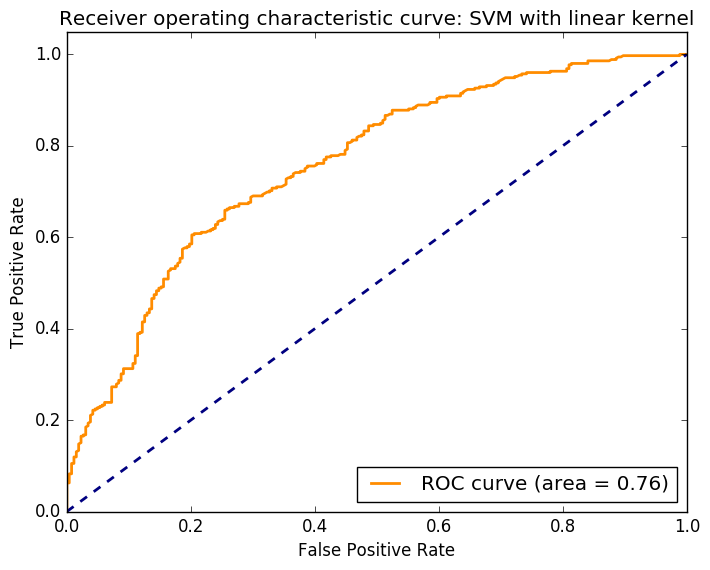 Receiver operating characteristic curve: SVM with linear kernel
1.0
0.8
0.6
0.4
0.2
0.0
True Positive Rate
ROC curve (area = 0.76)
0.0 0.2 0.4 0.6 0.8 1.0
False Positive Rate